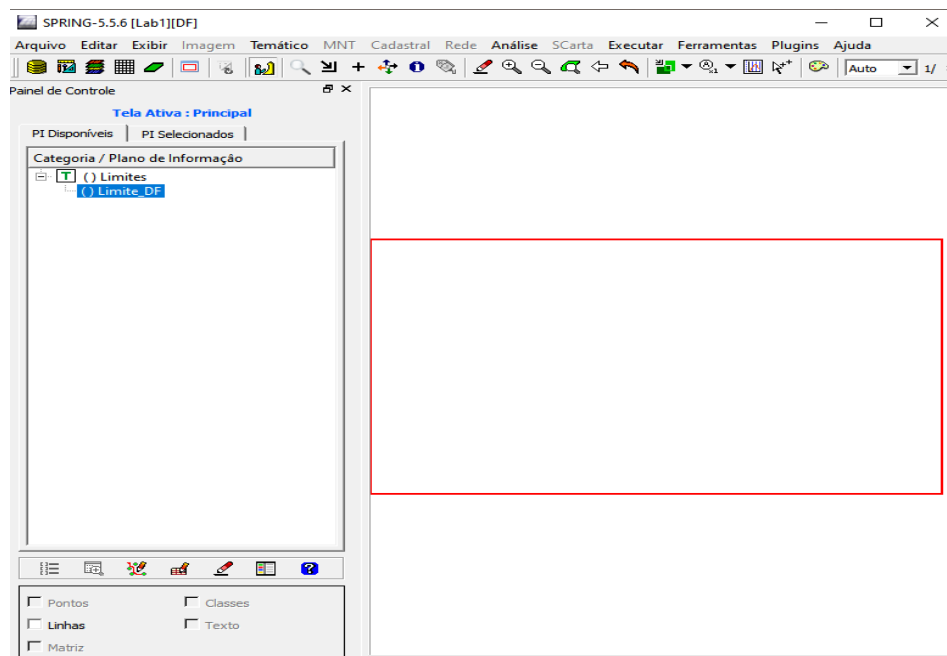 SPRING-5.5.6 [Lab1][DF]
Arquivo Editar Exibir Imagem Temático MNT Cadastral Rede Análise SCarta Executar Ferramentas Plugins Ajuda
Auto 1/
Painel de Controle
Tela Ativa : Principal
PI Disponíveis PI Selecionados
Categoria / Plano de Informação
T () Limites
() Limite_DF
Pontos Classes
Linhas Texto
Matriz